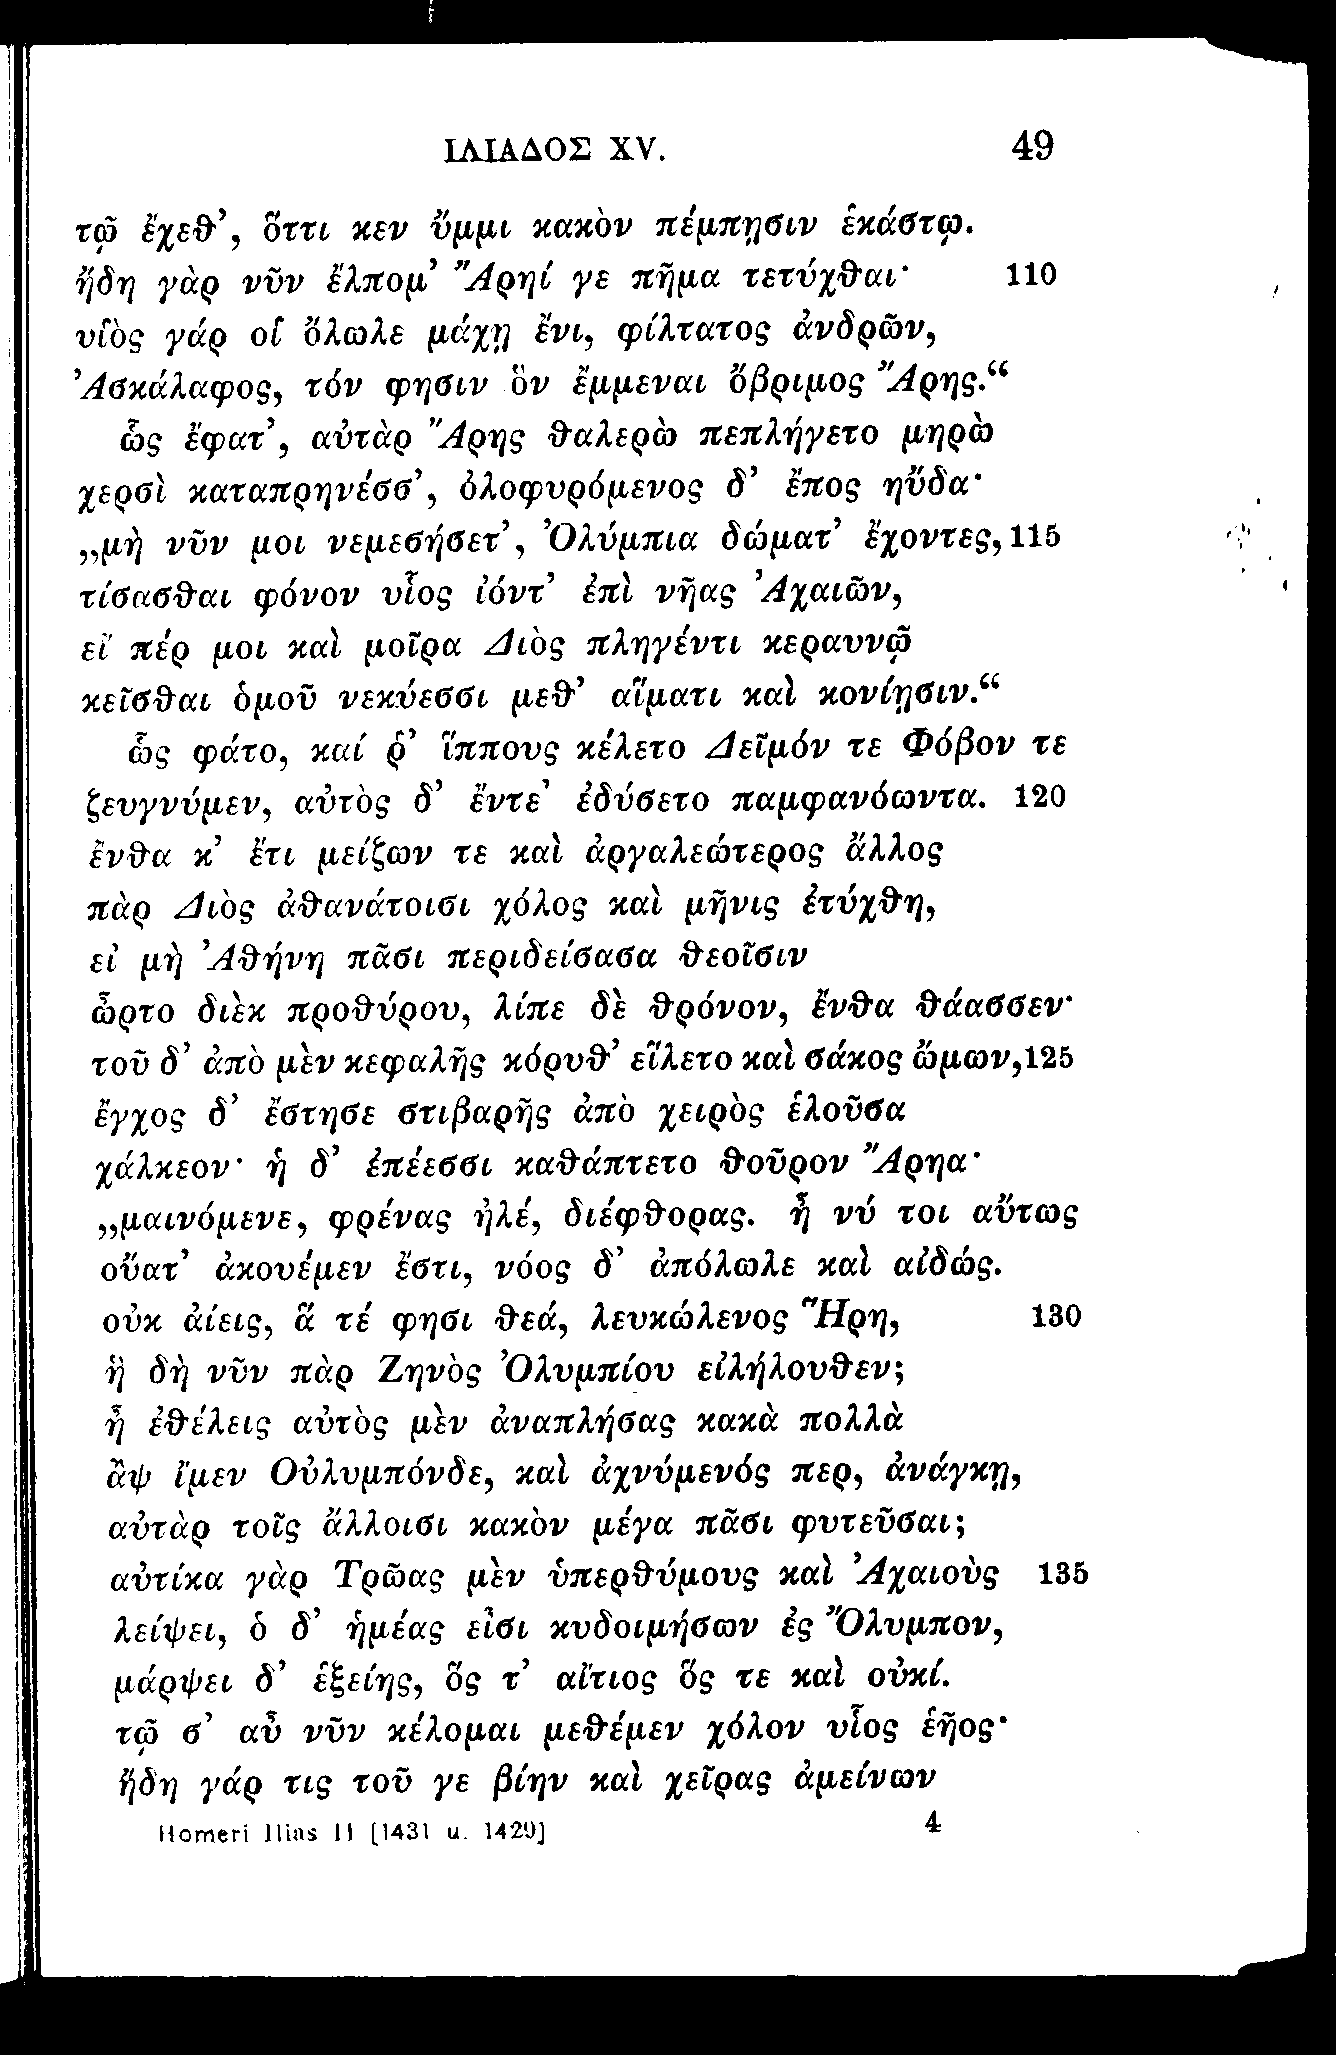 ΙΛΙΑΔΟΣ XV. 49
τῷ ἔχεθ’, ὅττι κεν ὔμμι κακὸν πέμπῃσιν ἑκάστῳ.
ἤδη γὰρ νῦν ἔλπομ’ Ἄρηί γε πῆμα τετύχθαι· 110
υἱὸς γάρ οἱ ὄλωλε μάχῃ ἔνι, φίλτατος ἀνδρῶν,
Ἀσκάλαφος, τόν φησιν ὃν ἔμμεναι ὄβριμος Ἄρης.“
ὣς ἔφατ’, αὐτὰρ Ἄρης θαλερὼ πεπλήγετο μηρὼ
χερσὶ καταπρηνέσσ’, ὀλοφυρόμενος δ’ ἔπος ηὔδα·
„μὴ νῦν μοι νεμεσήσετ’, Ὀλύμπια δώματ’ ἔχοντες, 115
τίσασθαι φόνον υἷος ἰόντ’ ἐπὶ νῆας Ἀχαιῶν,
εἴ πέρ μοι καὶ μοῖρα Διὸς πληγέντι κεραυνῷ
κεῖσθαι ὁμοῦ νεκύεσσι μεθ’ αἵματι καὶ κονίῃσιν.“
ὣς φάτο, καί ῥ’ ἵππους κέλετο Δεῖμόν τε Φόβον τε
ζευγνύμεν, αὐτὸς δ’ ἔντε’ ἐδύσετο παμφανόωντα. 120
ἔνθα κ’ ἔτι μείζων τε καὶ ἀργαλεώτερος ἄλλος
πὰρ Διὸς ἀθανάτοισι χόλος καὶ μῆνις ἐτύχθη,
εἰ μὴ Ἀθήνη πᾶσι περιδείσασα θεοῖσιν
ὦρτο διὲκ προθύρου, λίπε δὲ θρόνον, ἔνθα θάασσεν·
τοῦ δ’ ἀπὸ μὲν κεφαλῆς κόρυθ’ εἵλετο καὶ σάκος ὤμων, 125
ἔγχος δ’ ἔστησε στιβαρῆς ἀπὸ χειρὸς ἑλοῦσα
χάλκεον· ἡ δ’ ἐπέεσσι καθάπτετο θοῦρον Ἄρηα·
„μαινόμενε, φρένας ἠλέ, διέφθορας. ἦ νύ τοι αὔτως
οὔατ’ ἀκουέμεν ἔστι, νόος δ’ ἀπόλωλε καὶ αἰδώς.
οὐκ ἀίεις, ἅ τέ φησι θεά, λευκώλενος Ἥρη, 130
ἣ δὴ νῦν πὰρ Ζηνὸς Ὀλυμπίου εἰλήλουθεν;
ἦ ἐθέλεις αὐτὸς μὲν ἀναπλήσας κακὰ πολλὰ
ἂψ ἴμεν Οὐλυμπόνδε, καὶ ἀχνύμενός περ, ἀνάγκῃ,
αὐτὰρ τοῖς ἄλλοισι κακὸν μέγα πᾶσι φυτεῦσαι;
αὐτίκα γὰρ Τρῶας μὲν ὑπερθύμους καὶ Ἀχαιοὺς 135
λείψει, ὁ δ’ ἡμέας εἶσι κυδοιμήσων ἐς Ὄλυμπον,
μάρψει δ’ ἑξείης, ὅς τ’ αἴτιος ὅς τε καὶ οὐκί.
τῷ σ’ αὖ νῦν κέλομαι μεθέμεν χόλον υἷος ἑῆος·
ἤδη γάρ τις τοῦ γε βίην καὶ χεῖρας ἀμείνων
Homeri Ilias II [1431 u. 1429] 4